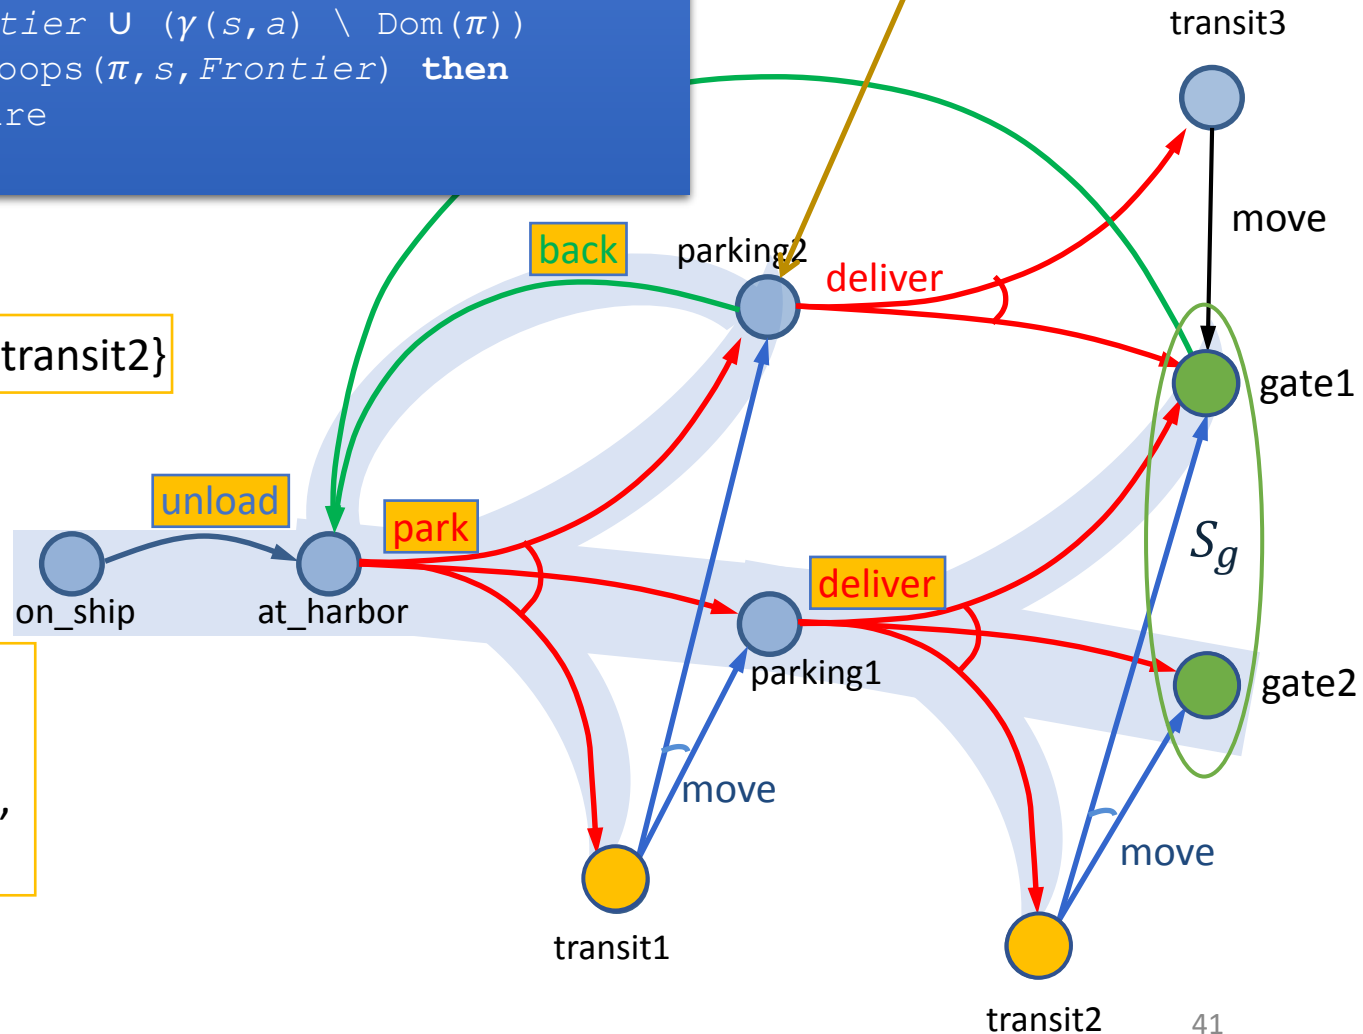 tier ∪ (γ(s,a) \ Dom(π))
oops(π,s,Frontier) then
re
transit3
move
back
parking2
deliver
transit2}
gate1
unload
park
S_g
deliver
on_ship
at_harbor
parking1
gate2
move
,
move
transit1
transit2
41